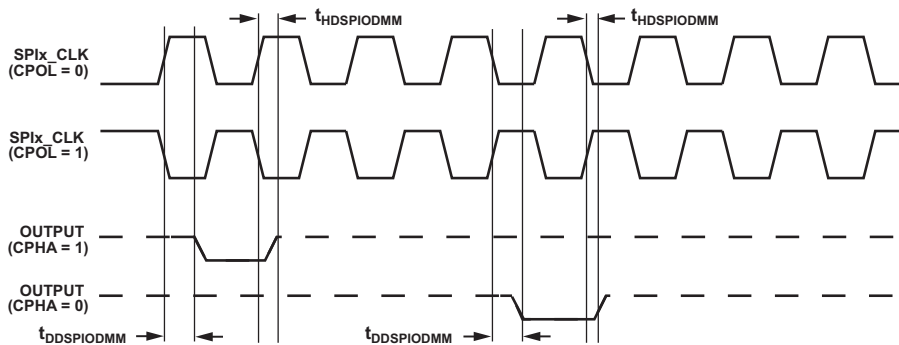 tHDSPIODMM
tHDSPIODMM
SPIx_CLK
(CPOL = 0)
SPIx_CLK
(CPOL = 1)
OUTPUT
(CPHA = 1)
OUTPUT
(CPHA = 0)
tDDSPIODMM
tDDSPIODMM